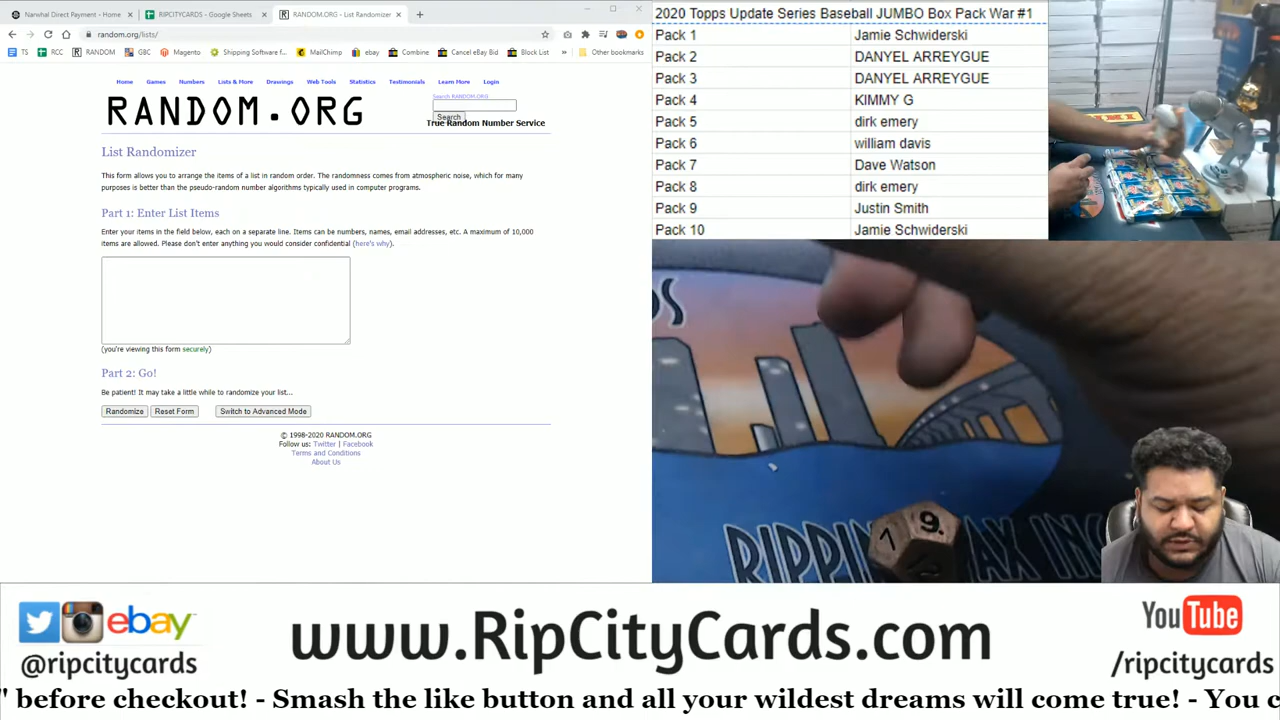 Narwhal Direct Payment - Home
RIPCITYCARDS - Google Sheets
RANDOM.ORG - List Randomizer
random.org/lists/
TS
RCC
RANDOM
GBC
Magento
Shipping Software f...
MailChimp
ebay
Combine
Cancel eBay Bid
Block List
»
Other bookmarks
Home
Games
Numbers
Lists & More
Drawings
Web Tools
Statistics
Testimonials
Learn More
Login
RANDOM.ORG
Search RANDOM.ORG
Search
True Random Number Service
List Randomizer
This form allows you to arrange the items of a list in random order. The randomness comes from atmospheric noise, which for many
purposes is better than the pseudo-random number algorithms typically used in computer programs.
Part 1: Enter List Items
Enter your items in the field below, each on a separate line. Items can be numbers, names, email addresses, etc. A maximum of 10,000
items are allowed. Please don't enter anything you would consider confidential (here's why).
(you're viewing this form securely)
Part 2: Go!
Be patient! It may take a little while to randomize your list...
Randomize
Reset Form
Switch to Advanced Mode
© 1998-2020 RANDOM.ORG
Follow us: Twitter | Facebook
Terms and Conditions
About Us
2020 Topps Update Series Baseball JUMBO Box Pack War #1
Pack 1 Jamie Schwiderski
Pack 2 DANYEL ARREYGUE
Pack 3 DANYEL ARREYGUE
Pack 4 KIMMY G
Pack 5 dirk emery
Pack 6 william davis
Pack 7 Dave Watson
Pack 8 dirk emery
Pack 9 Justin Smith
Pack 10 Jamie Schwiderski
9.
7
ebay
@ripcitycards
www.RipCityCards.com
YouTube
/ripcitycards
" before checkout! - Smash the like button and all your wildest dreams will come true! - You c